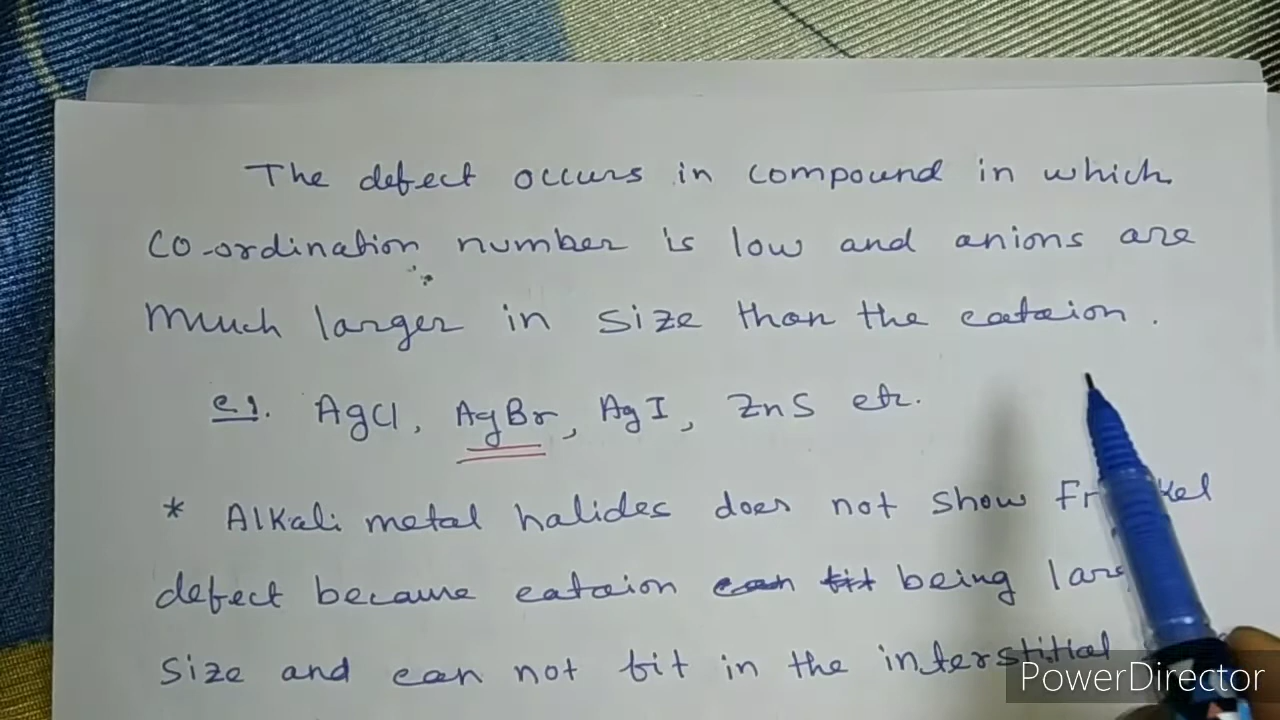 The defect occurs in compound in which
co-ordination number is low and anions are
much larger in size than the cataion.
eg. AgCl, AgBr, AgI, ZnS etc.
* Alkali metal halides does not show
defect because cataion can fit being
size and can not fit in the interstitial
PowerDirector